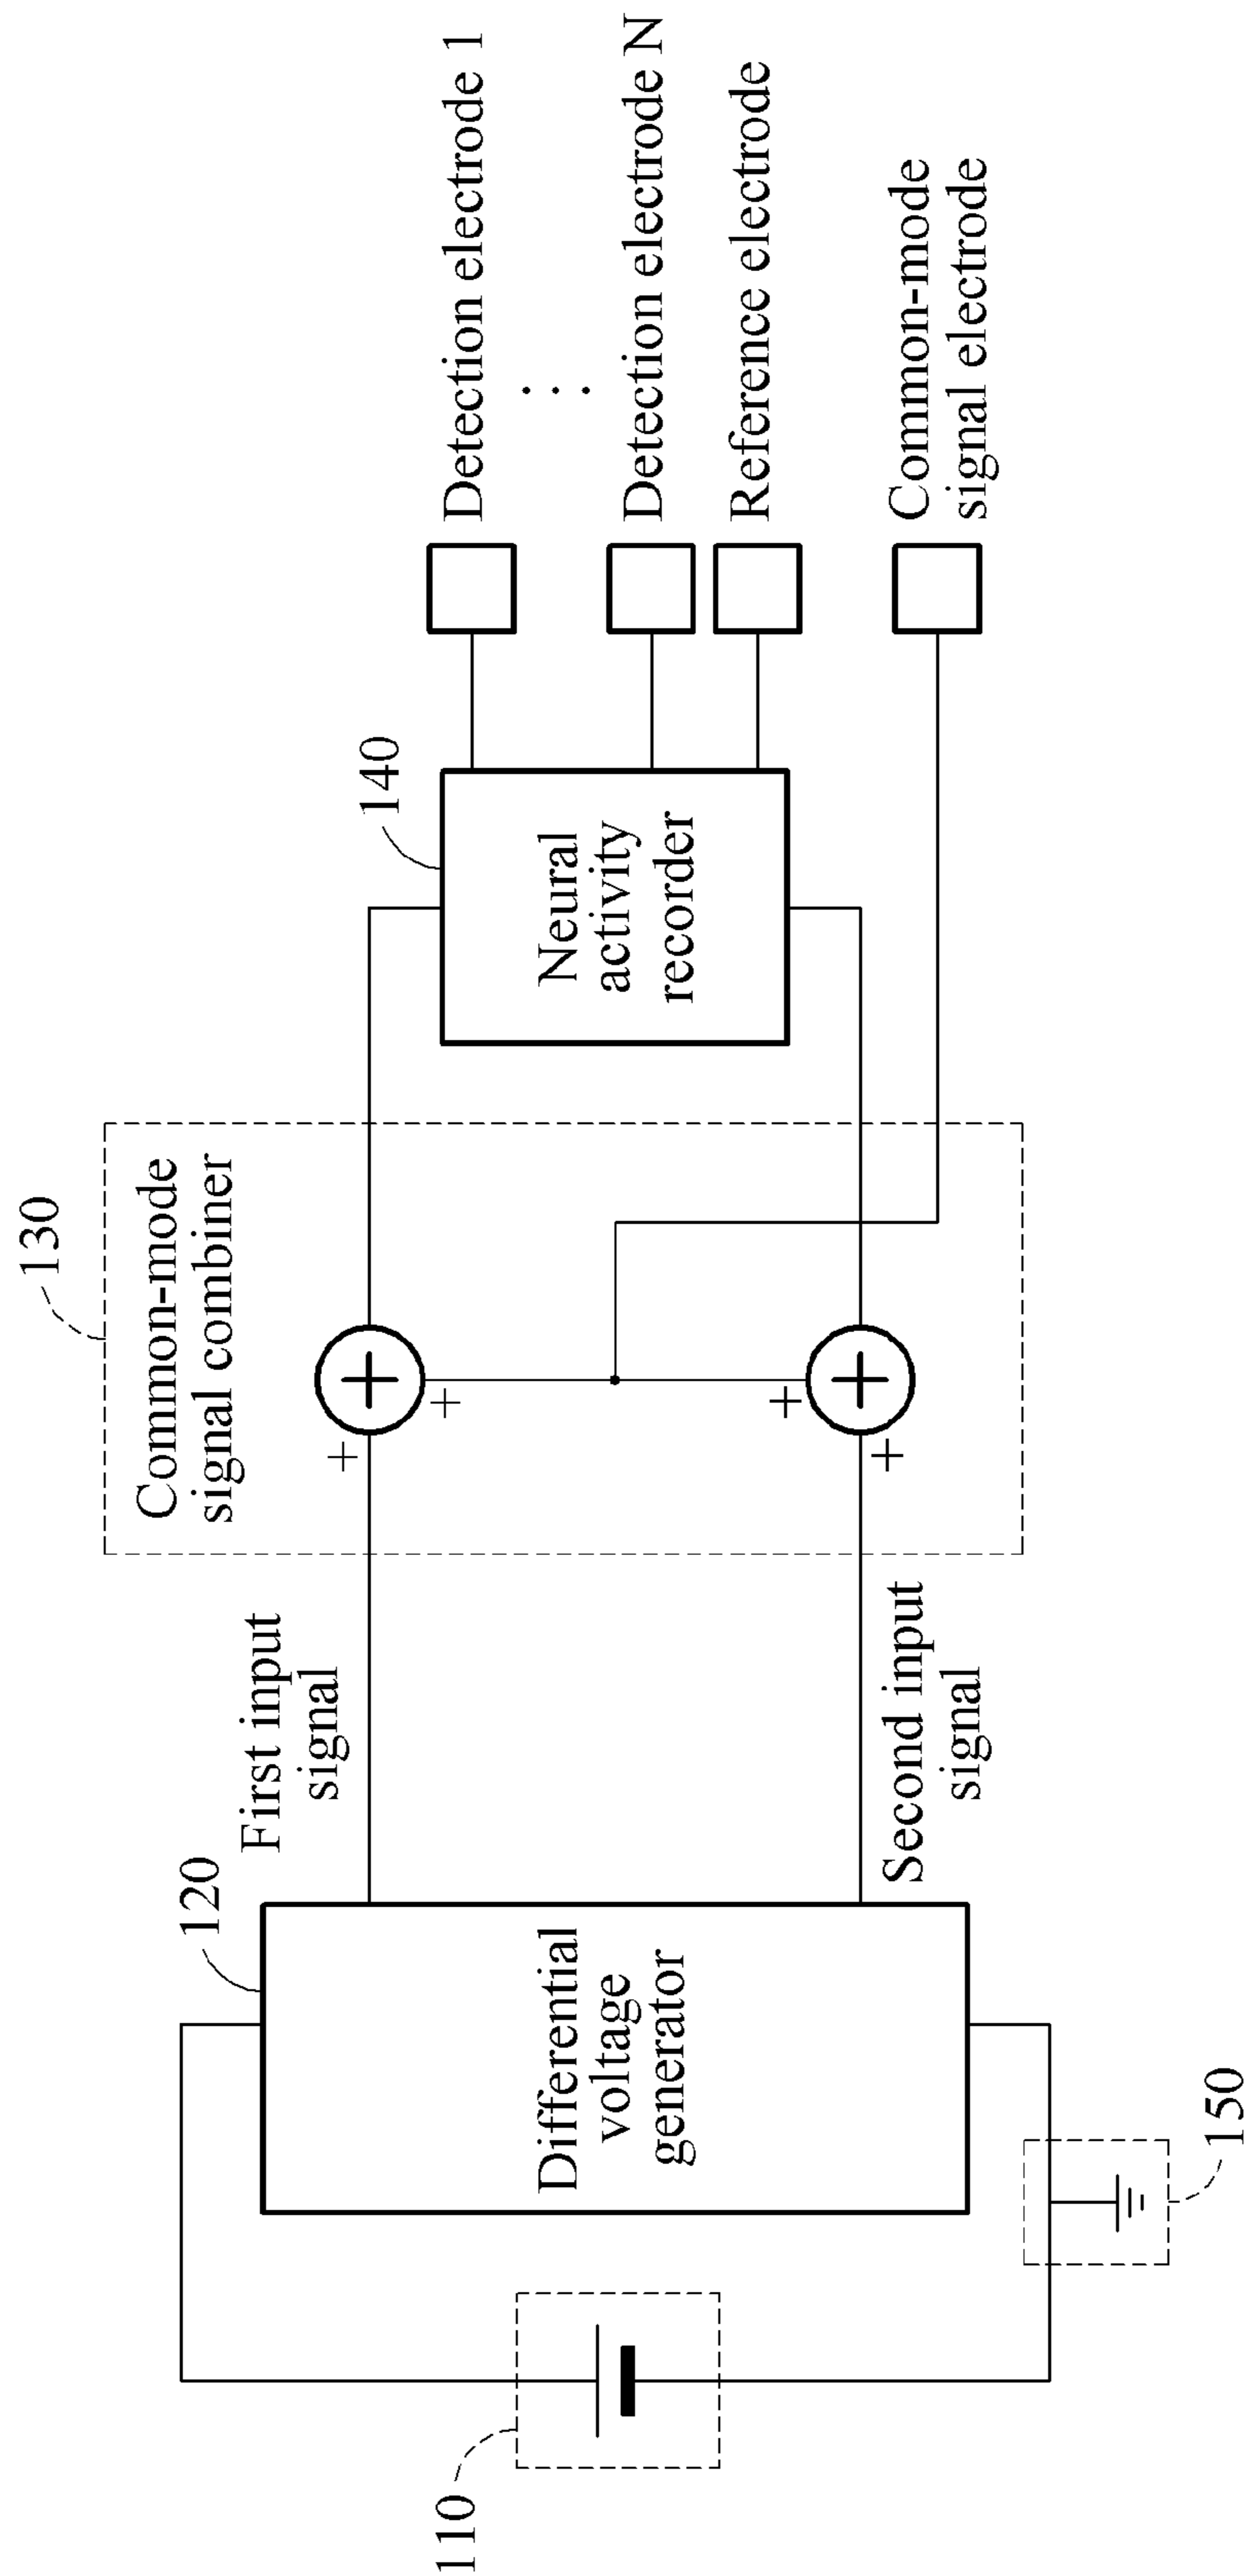 130
Common-mode
signal combiner
120
First input
signal
140
110
Differential
voltage
generator
Neural
activity
recorder
Detection electrode 1
⋮
Detection electrode N
Reference electrode
Second input
signal
Common-mode
signal electrode
150
+
+
+
+
+
+